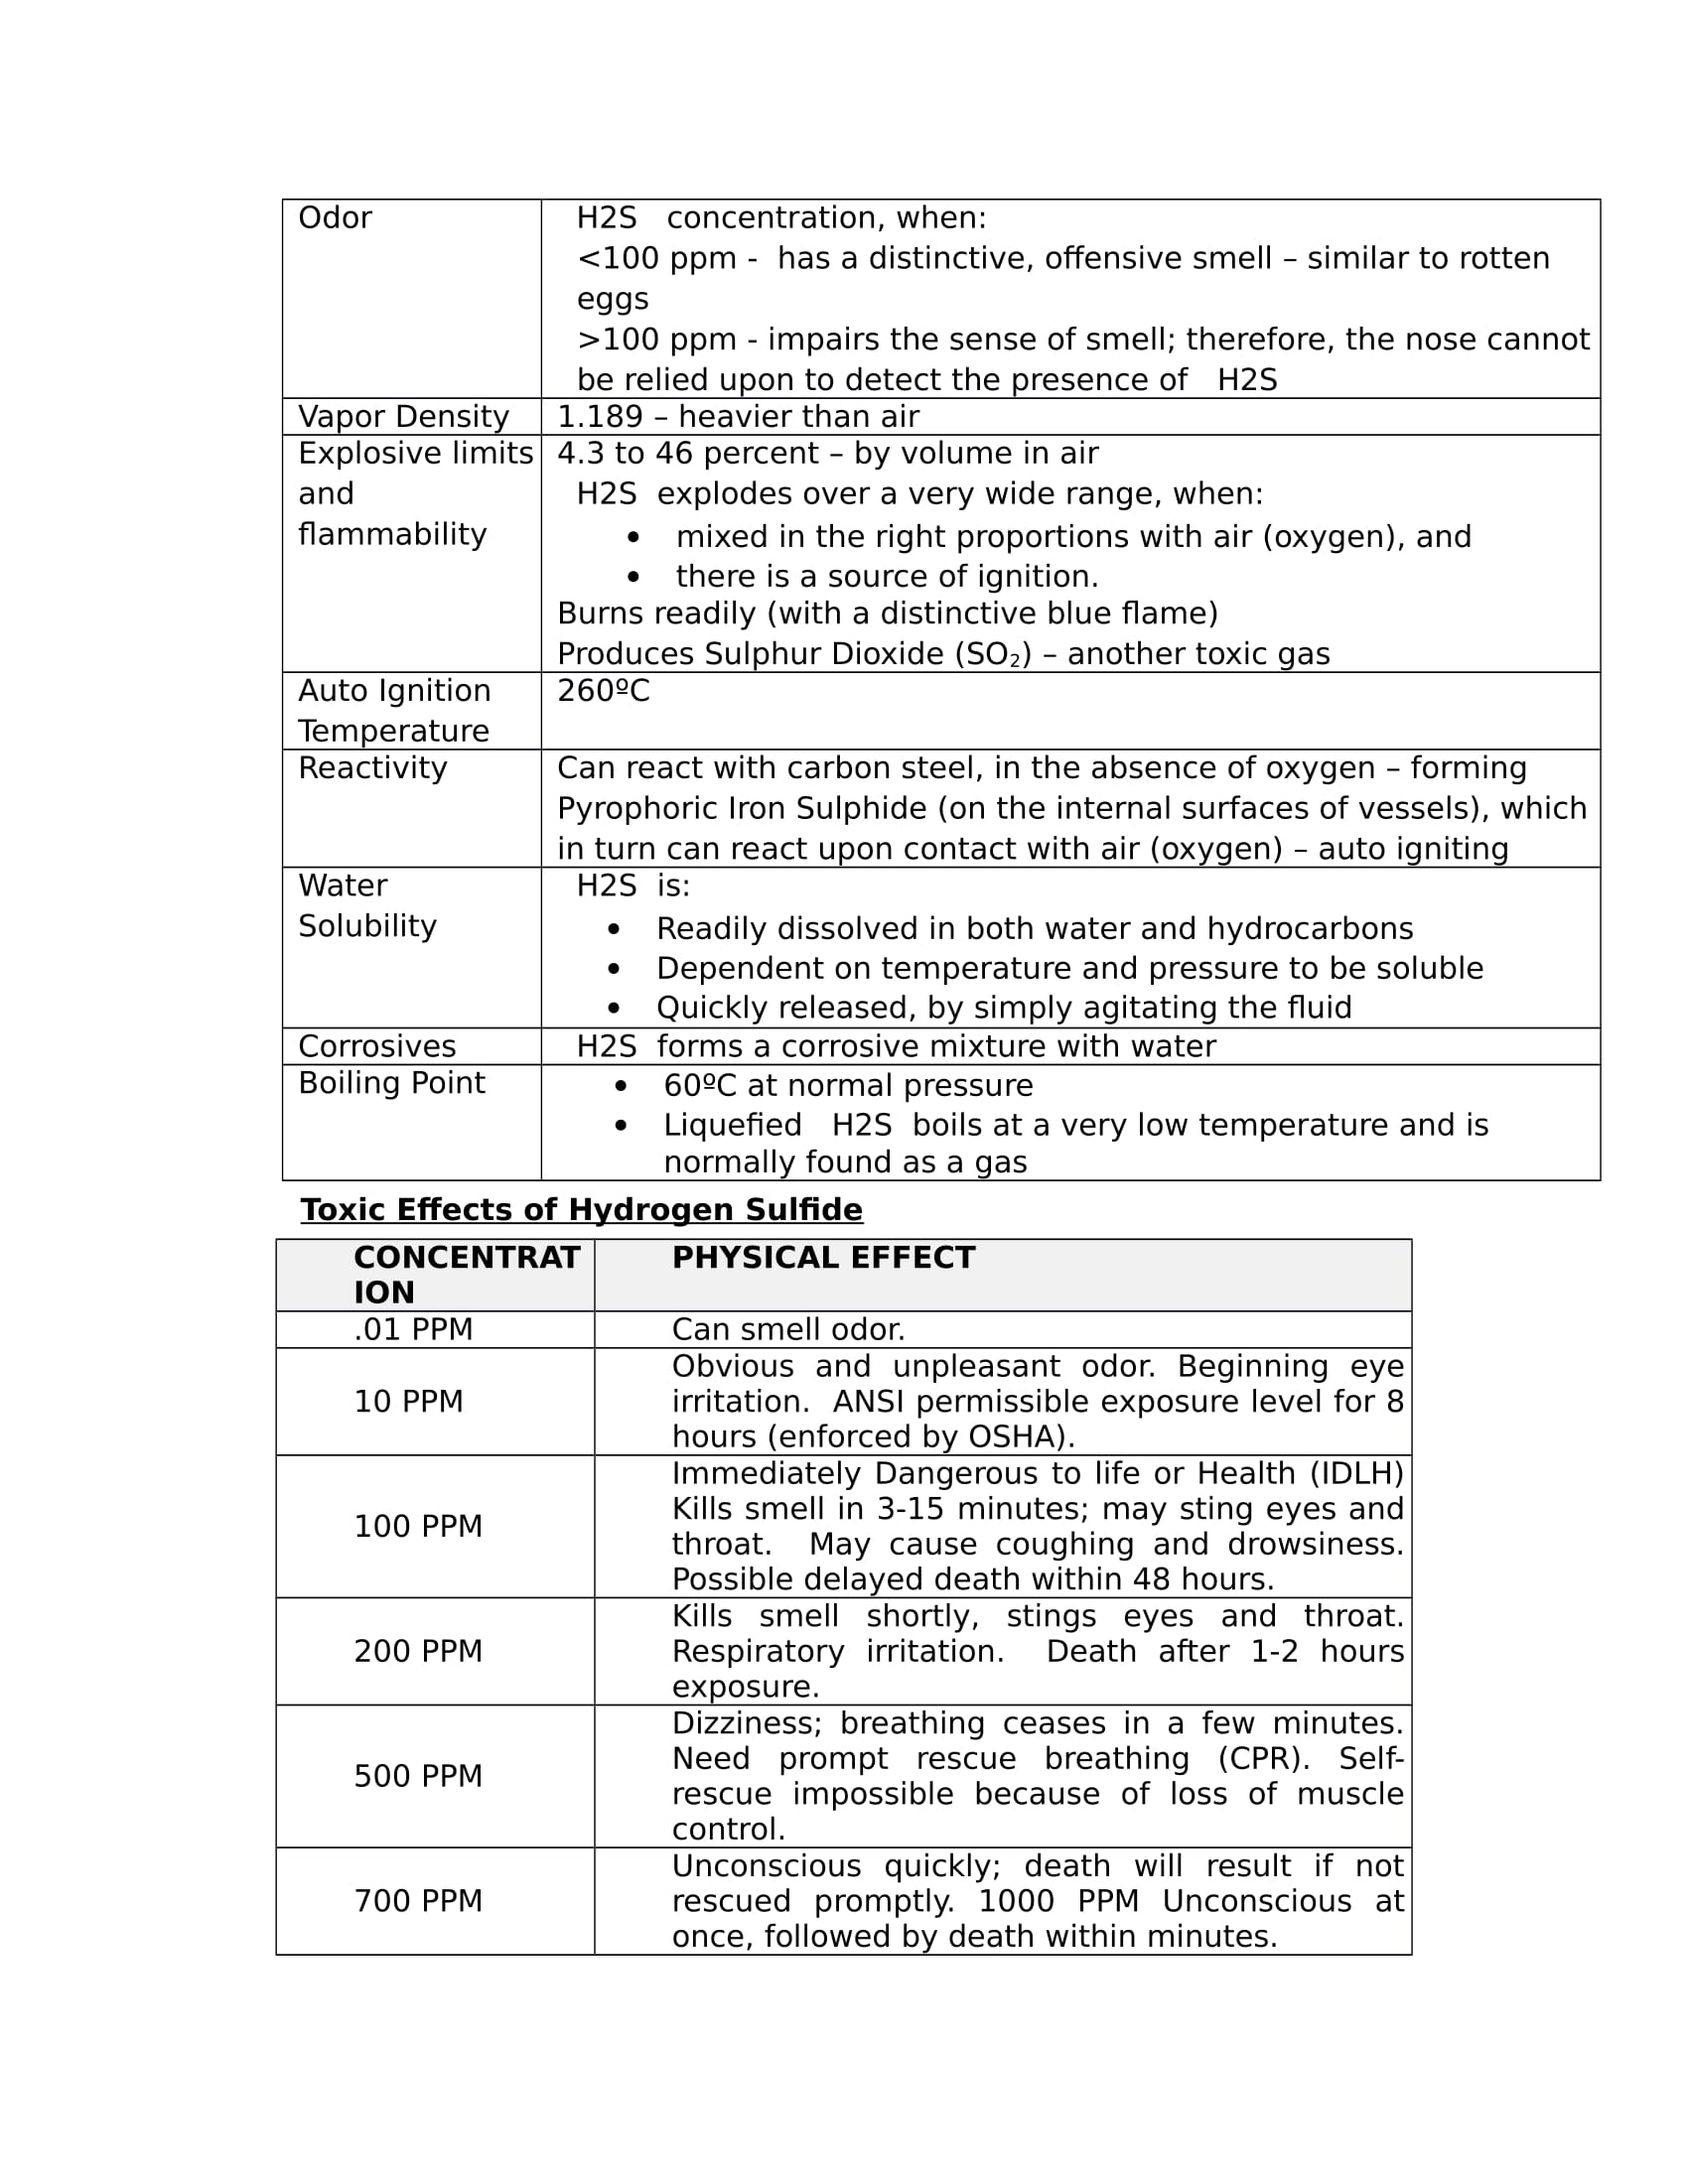 Odor
H2S concentration, when:
<100 ppm - has a distinctive, offensive smell – similar to rotten
eggs
>100 ppm - impairs the sense of smell; therefore, the nose cannot
be relied upon to detect the presence of H2S
Vapor Density
1.189 – heavier than air
Explosive limits
and
flammability
4.3 to 46 percent – by volume in air
H2S explodes over a very wide range, when:
• mixed in the right proportions with air (oxygen), and
• there is a source of ignition.
Burns readily (with a distinctive blue flame)
Produces Sulphur Dioxide (SO₂) – another toxic gas
Auto Ignition
Temperature
260ºC
Reactivity
Can react with carbon steel, in the absence of oxygen – forming
Pyrophoric Iron Sulphide (on the internal surfaces of vessels), which
in turn can react upon contact with air (oxygen) – auto igniting
Water
Solubility
H2S is:
• Readily dissolved in both water and hydrocarbons
• Dependent on temperature and pressure to be soluble
• Quickly released, by simply agitating the fluid
Corrosives
H2S forms a corrosive mixture with water
Boiling Point
• 60ºC at normal pressure
• Liquefied H2S boils at a very low temperature and is
normally found as a gas
Toxic Effects of Hydrogen Sulfide
CONCENTRAT
ION
PHYSICAL EFFECT
.01 PPM
Can smell odor.
10 PPM
Obvious and unpleasant odor. Beginning eye
irritation. ANSI permissible exposure level for 8
hours (enforced by OSHA).
100 PPM
Immediately Dangerous to life or Health (IDLH)
Kills smell in 3-15 minutes; may sting eyes and
throat. May cause coughing and drowsiness.
Possible delayed death within 48 hours.
200 PPM
Kills smell shortly, stings eyes and throat.
Respiratory irritation. Death after 1-2 hours
exposure.
500 PPM
Dizziness; breathing ceases in a few minutes.
Need prompt rescue breathing (CPR). Self-
rescue impossible because of loss of muscle
control.
700 PPM
Unconscious quickly; death will result if not
rescued promptly. 1000 PPM Unconscious at
once, followed by death within minutes.